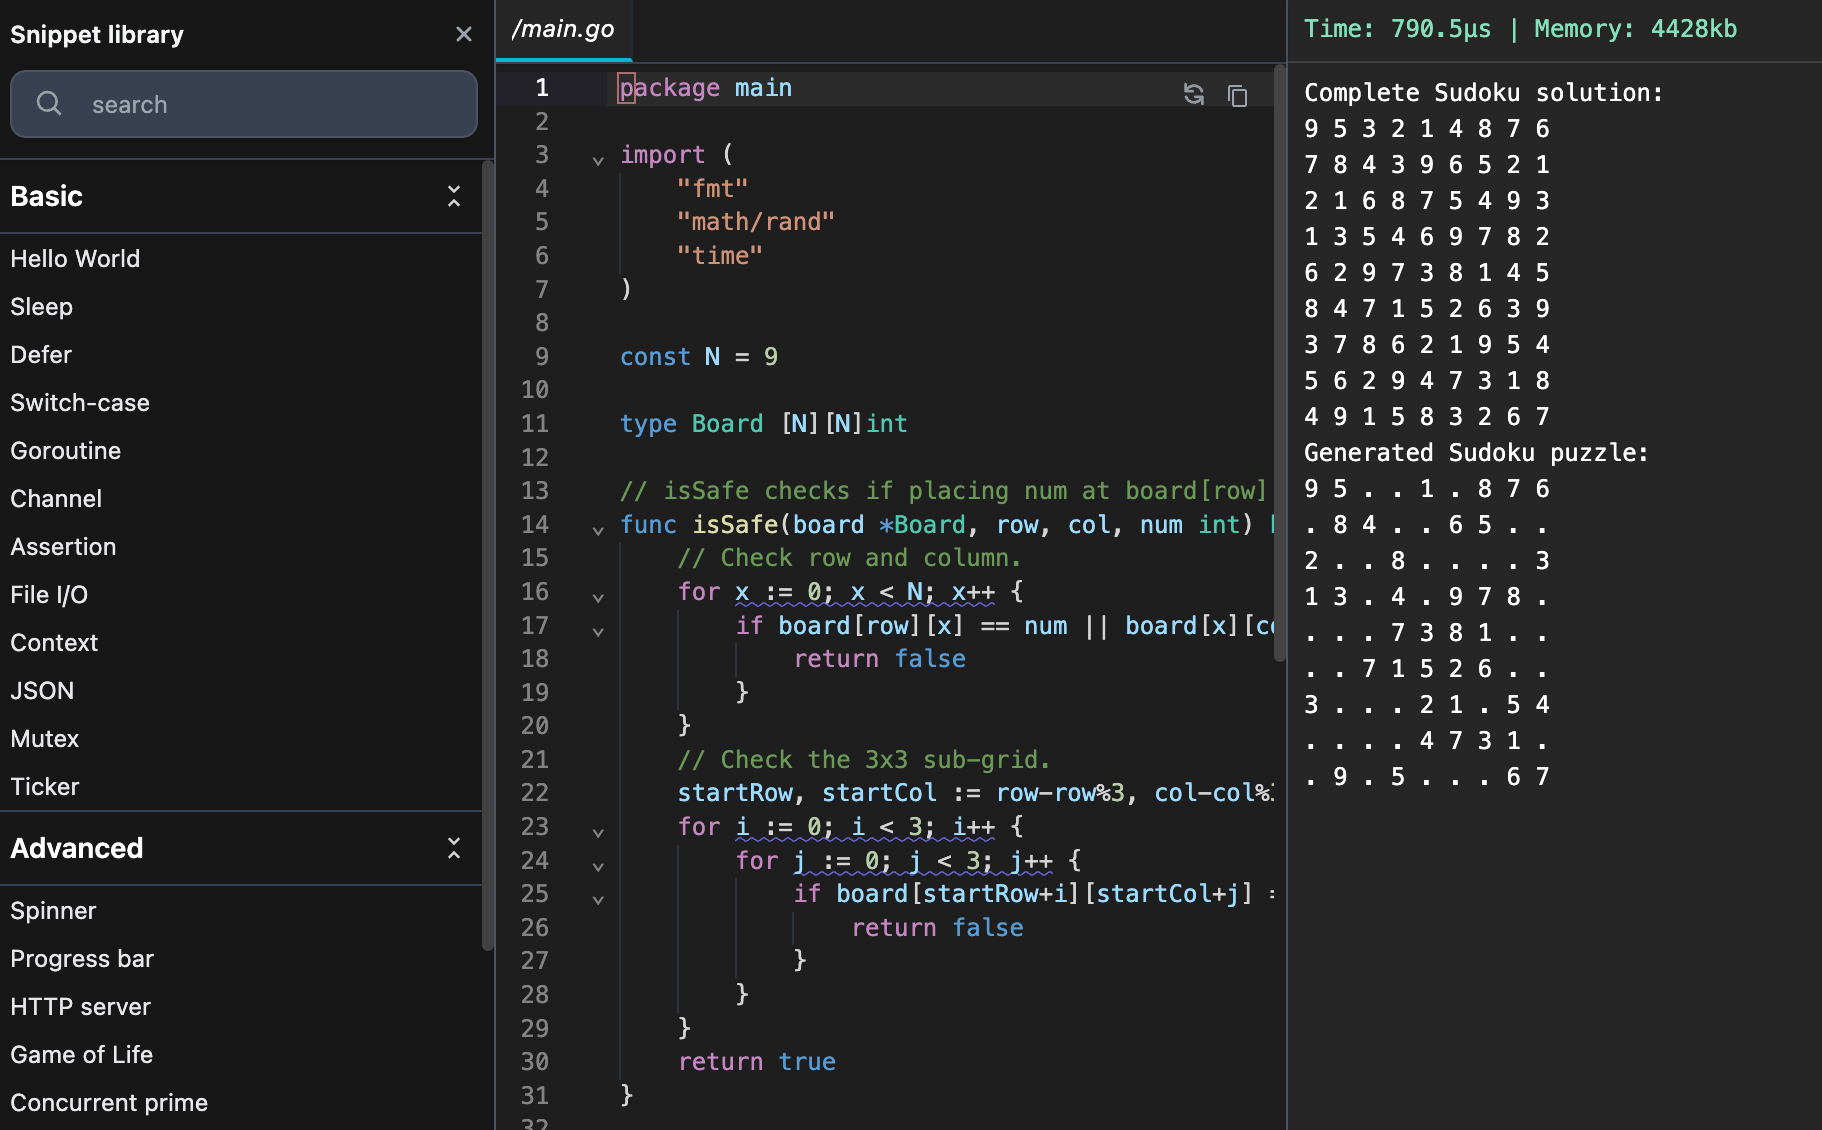 Snippet library
search
Basic
Hello World
Sleep
Defer
Switch-case
Goroutine
Channel
Assertion
File I/O
Context
JSON
Mutex
Ticker
Advanced
Spinner
Progress bar
HTTP server
Game of Life
Concurrent prime
/main.go
1 package main
2
3 import (
4 "fmt"
5 "math/rand"
6 "time"
7 )
8
9 const N = 9
10
11 type Board [N][N]int
12
13 // isSafe checks if placing num at board[row]
14 func isSafe(board *Board, row, col, num int)
15 // Check row and column.
16 for x := 0; x < N; x++ {
17 if board[row][x] == num || board[x][co
18 return false
19 }
20 }
21 // Check the 3x3 sub-grid.
22 startRow, startCol := row-row%3, col-col%
23 for i := 0; i < 3; i++ {
24 for j := 0; j < 3; j++ {
25 if board[startRow+i][startCol+j] =
26 return false
27 }
28 }
29 }
30 return true
31 }
32
Time: 790.5µs | Memory: 4428kb
Complete Sudoku solution:
9 5 3 2 1 4 8 7 6
7 8 4 3 9 6 5 2 1
2 1 6 8 7 5 4 9 3
1 3 5 4 6 9 7 8 2
6 2 9 7 3 8 1 4 5
8 4 7 1 5 2 6 3 9
3 7 8 6 2 1 9 5 4
5 6 2 9 4 7 3 1 8
4 9 1 5 8 3 2 6 7
Generated Sudoku puzzle:
9 5 . . 1 . 8 7 6
. 8 4 . . 6 5 . .
2 . . 8 . . . . 3
1 3 . 4 . 9 7 8 .
. . . 7 3 8 1 . .
. . 7 1 5 2 6 . .
3 . . . 2 1 . 5 4
. . . . 4 7 3 1 .
. 9 . 5 . . . 6 7